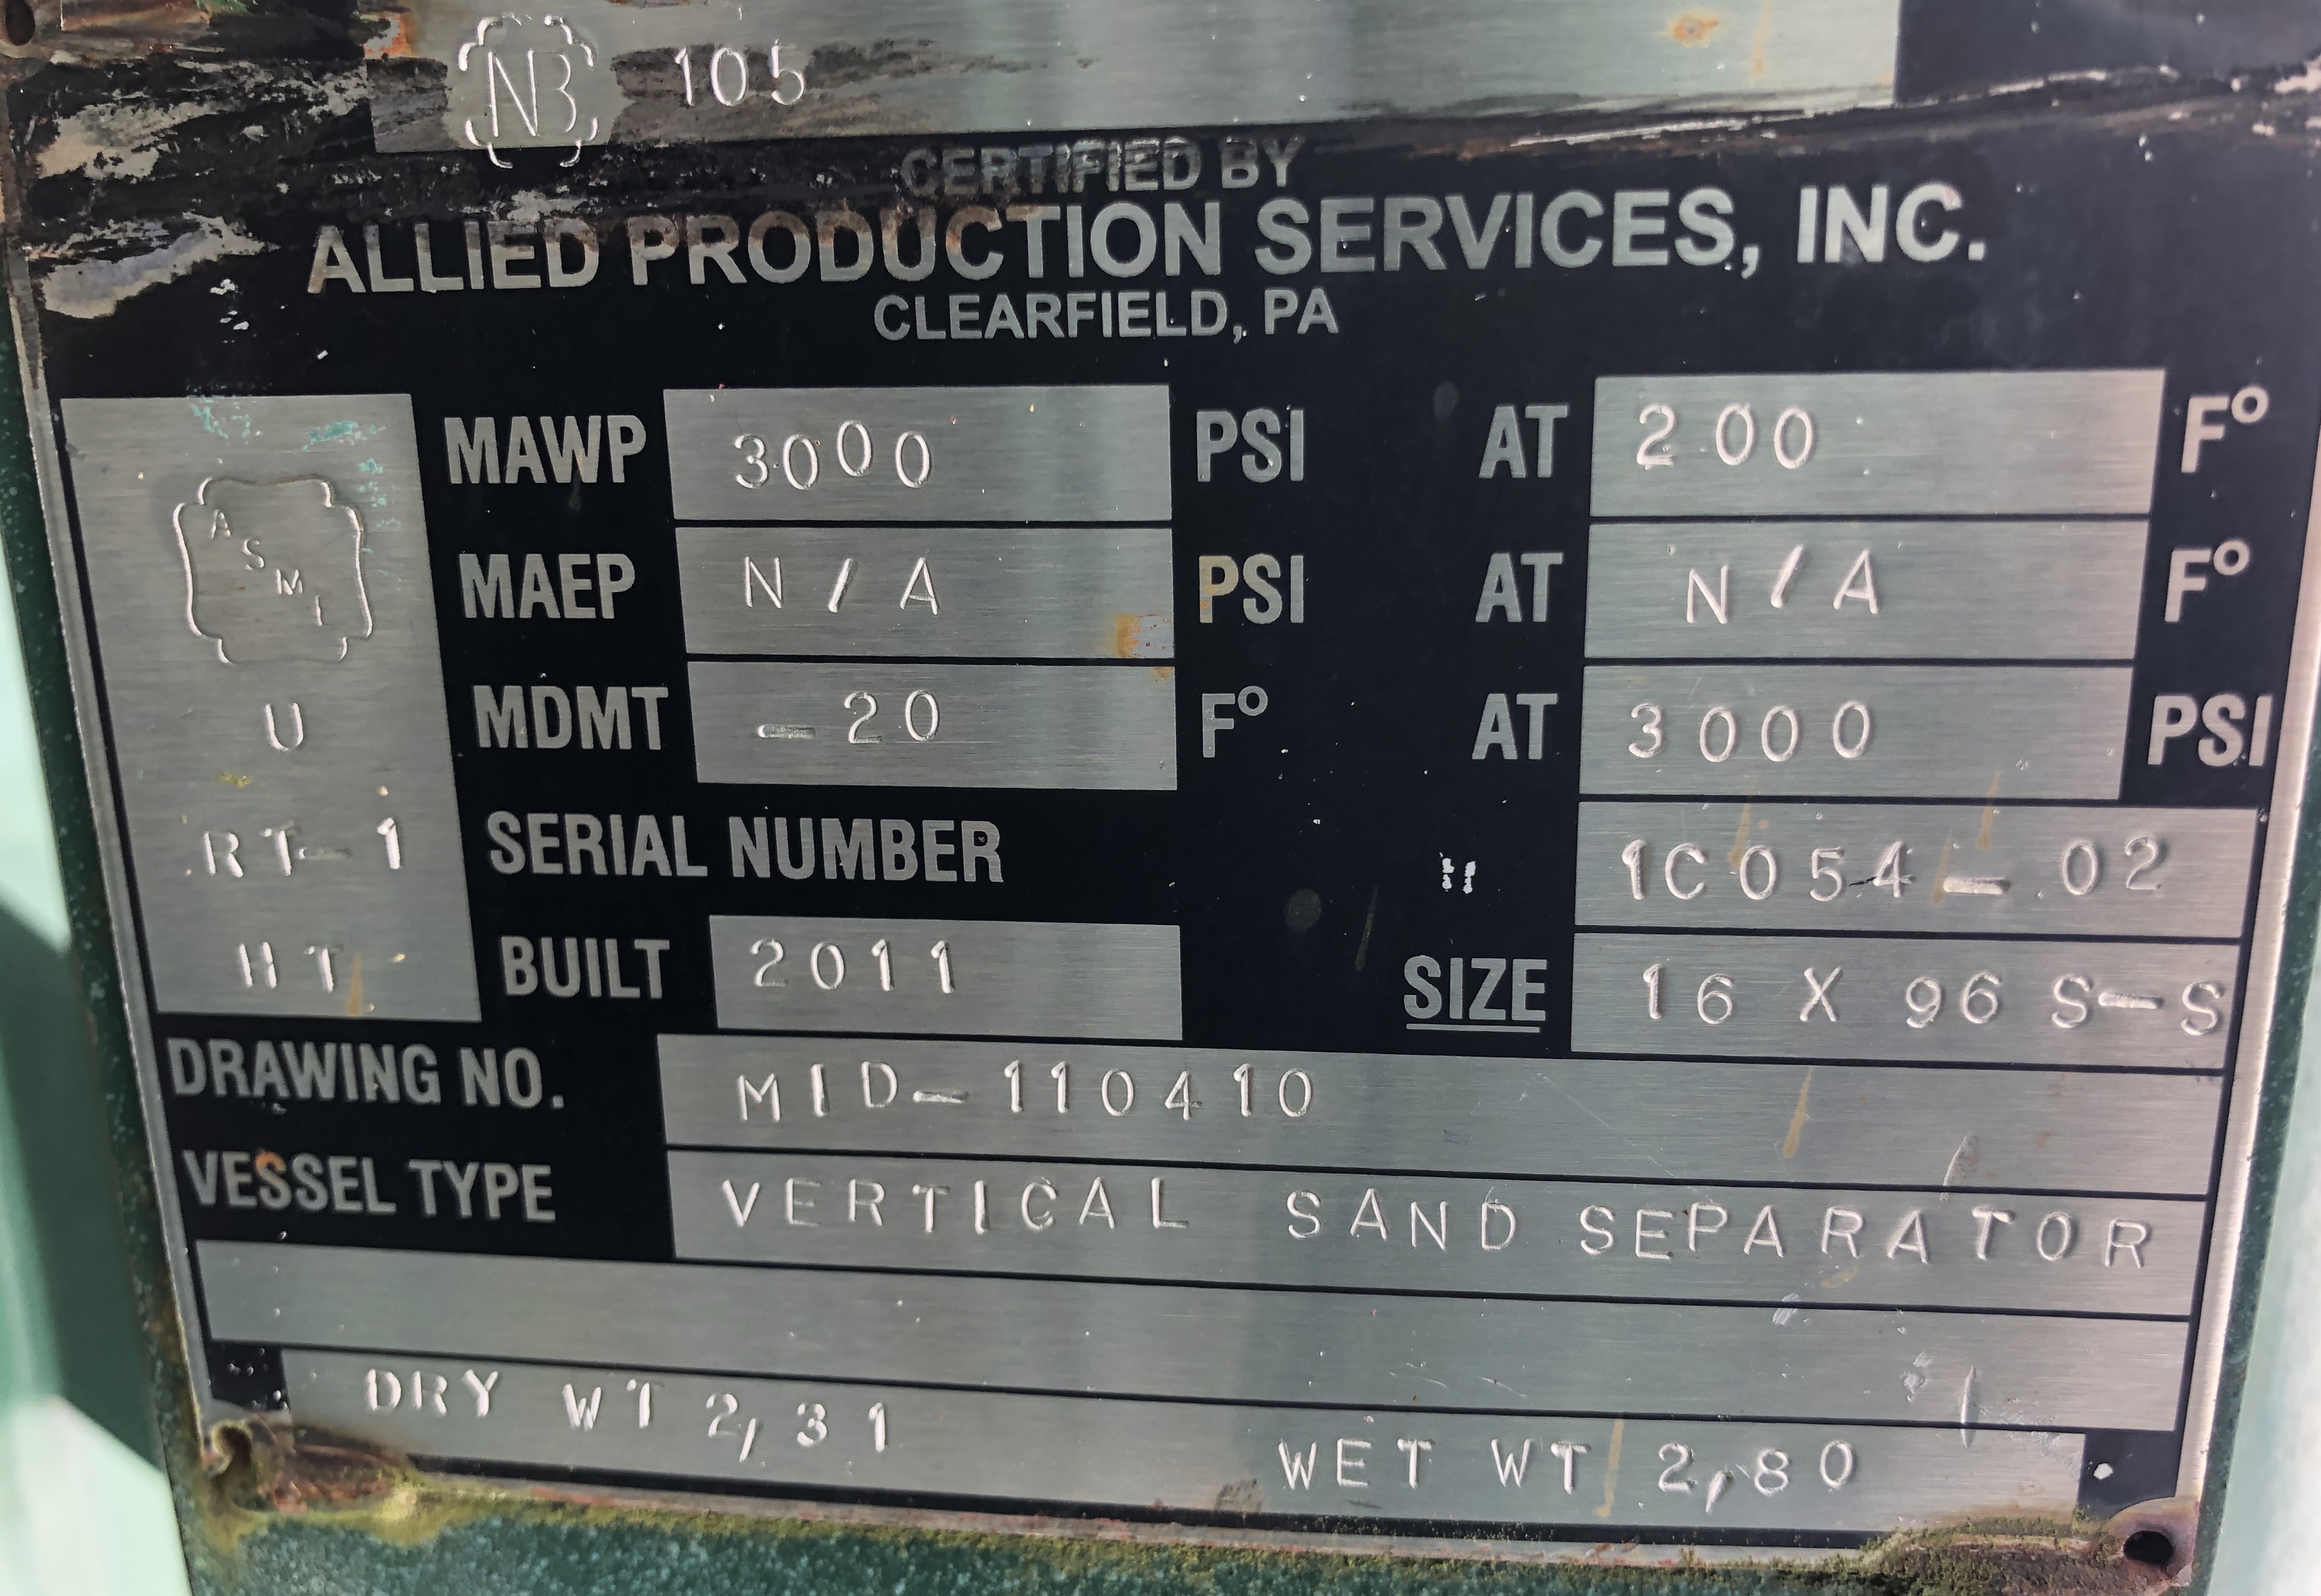 NB 105
CERTIFIED BY
ALLIED PRODUCTION SERVICES, INC.
CLEARFIELD, PA
ASME
U
RT-1
HT
MAWP 3000 PSI AT 200 F°
MAEP N/A PSI AT N/A F°
MDMT -20 F° AT 3000 PSI
SERIAL NUMBER 1C054-02
BUILT 2011 SIZE 16 X 96 S-S
DRAWING NO. MID-110410
VESSEL TYPE VERTICAL SAND SEPARATOR
DRY WT 2,31 WET WT 2,80